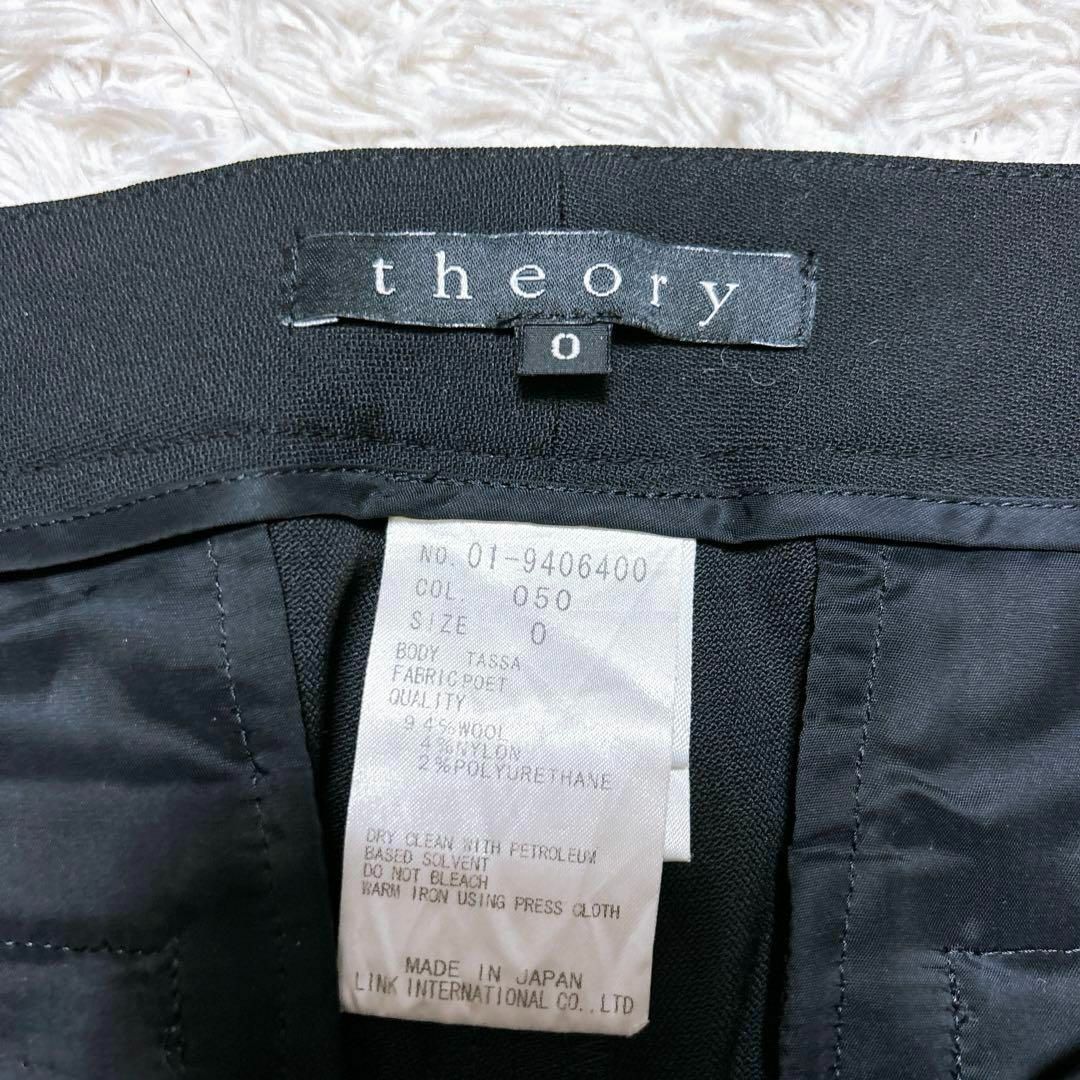 theory
0
NO. 01-9406400
COL. 050
SIZE 0
BODY TASSA
FABRIC POET
QUALITY
94%WOOL
4%NYLON
2%POLYURETHANE
DRY CLEAN WITH PETROLEUM
BASED SOLVENT
DO NOT BLEACH
WARM IRON USING PRESS CLOTH
MADE IN JAPAN
LINK INTERNATIONAL CO.,LTD